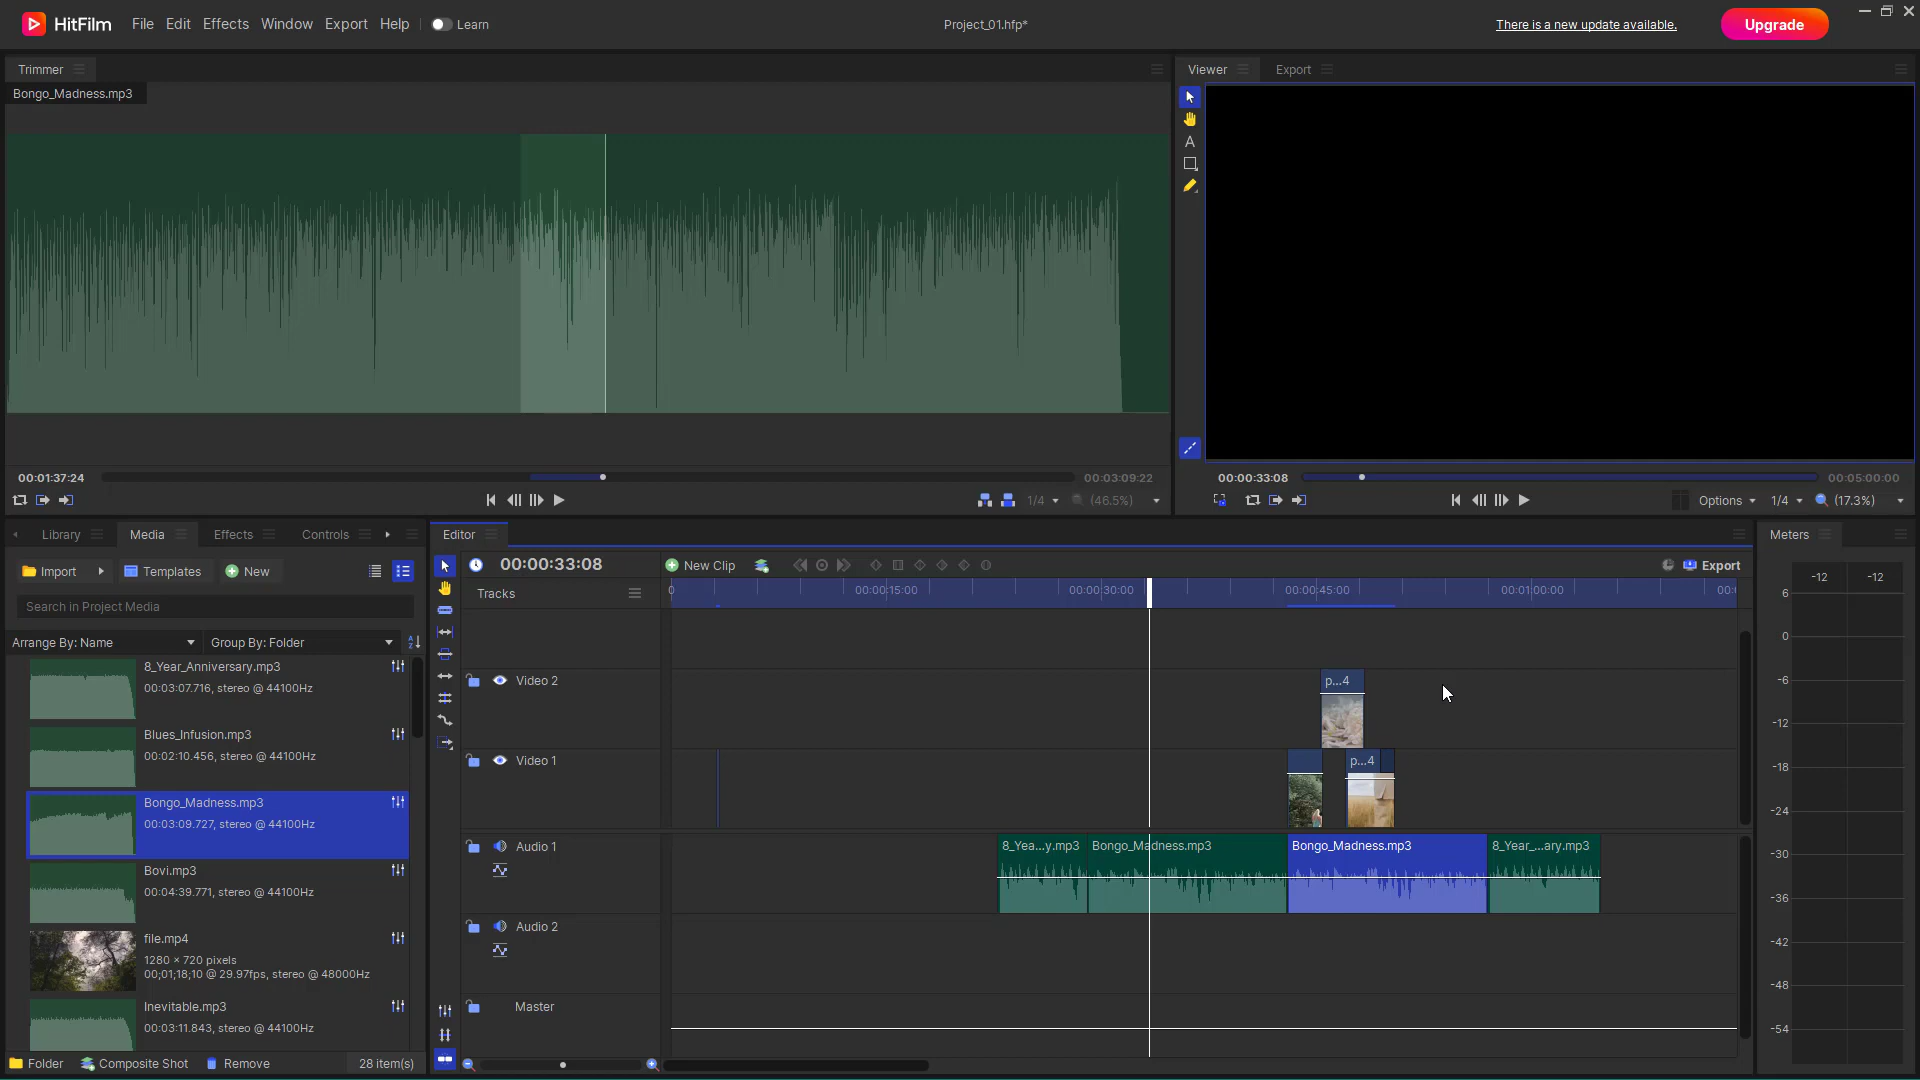 HitFilm File Edit Effects Window Export Help Learn Project_01.hfp* There is a new update available. Upgrade
Trimmer
Bongo_Madness.mp3
00:01:37:24 00:03:09:22
1/4 (46.5%)
Viewer Export
A
00:00:33:08 00:05:00:00
Options 1/4 (17.3%)
Library Media Effects Controls
Import Templates New
Search in Project Media
Arrange By: Name Group By: Folder
8_Year_Anniversary.mp3
00:03:07.716, stereo @ 44100Hz
Blues_Infusion.mp3
00:02:10.456, stereo @ 44100Hz
Bongo_Madness.mp3
00:03:09.727, stereo @ 44100Hz
Bovi.mp3
00:04:39.771, stereo @ 44100Hz
file.mp4
1280 × 720 pixels
00;01;18;10 @ 29.97fps, stereo @ 48000Hz
Inevitable.mp3
00:03:11.843, stereo @ 44100Hz
Folder Composite Shot Remove 28 item(s)
Editor
00:00:33:08 New Clip Export
Tracks 0 00:00:15:00 00:00:30:00 00:00:45:00 00:01:00:00
Video 2 p...4
Video 1 p...4
Audio 1 8_Yea...y.mp3 Bongo_Madness.mp3 Bongo_Madness.mp3 8_Year_...ary.mp3
Audio 2
Master
Meters
-12 -12
6
0
-6
-12
-18
-24
-30
-36
-42
-48
-54